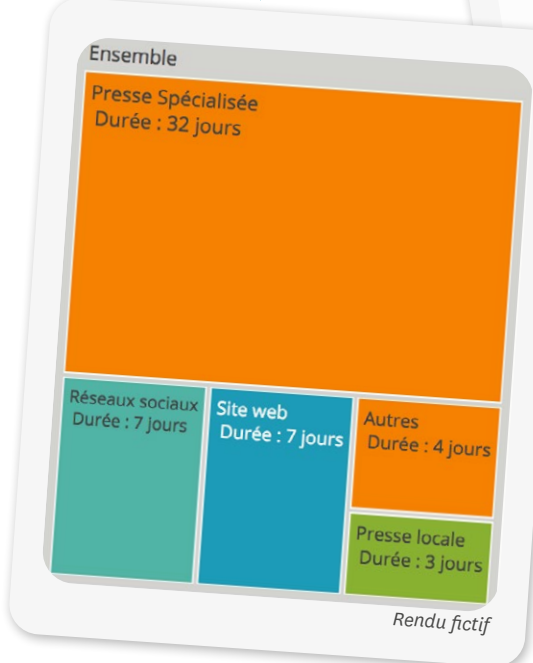 Ensemble
Presse Spécialisée
Durée : 32 jours
Réseaux sociaux
Durée : 7 jours
Site web
Durée : 7 jours
Autres
Durée : 4 jours
Presse locale
Durée : 3 jours
Rendu fictif